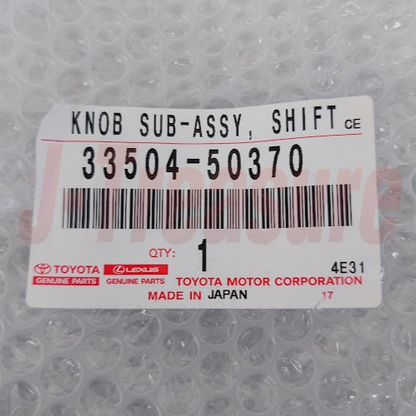 KNOB SUB-ASSY, SHIFT CE
33504-50370
J Treasure
QTY: 1
TOYOTA LEXUS
GENUINE PARTS GENUINE PARTS
TOYOTA MOTOR CORPORATION
4E31
MADE IN JAPAN 17